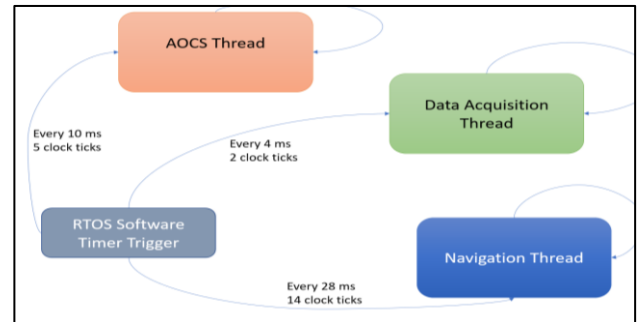 AOCS Thread
Data Acquisition
Thread
Every 10 ms
5 clock ticks
Every 4 ms
2 clock ticks
RTOS Software
Timer Trigger
Navigation Thread
Every 28 ms
14 clock ticks